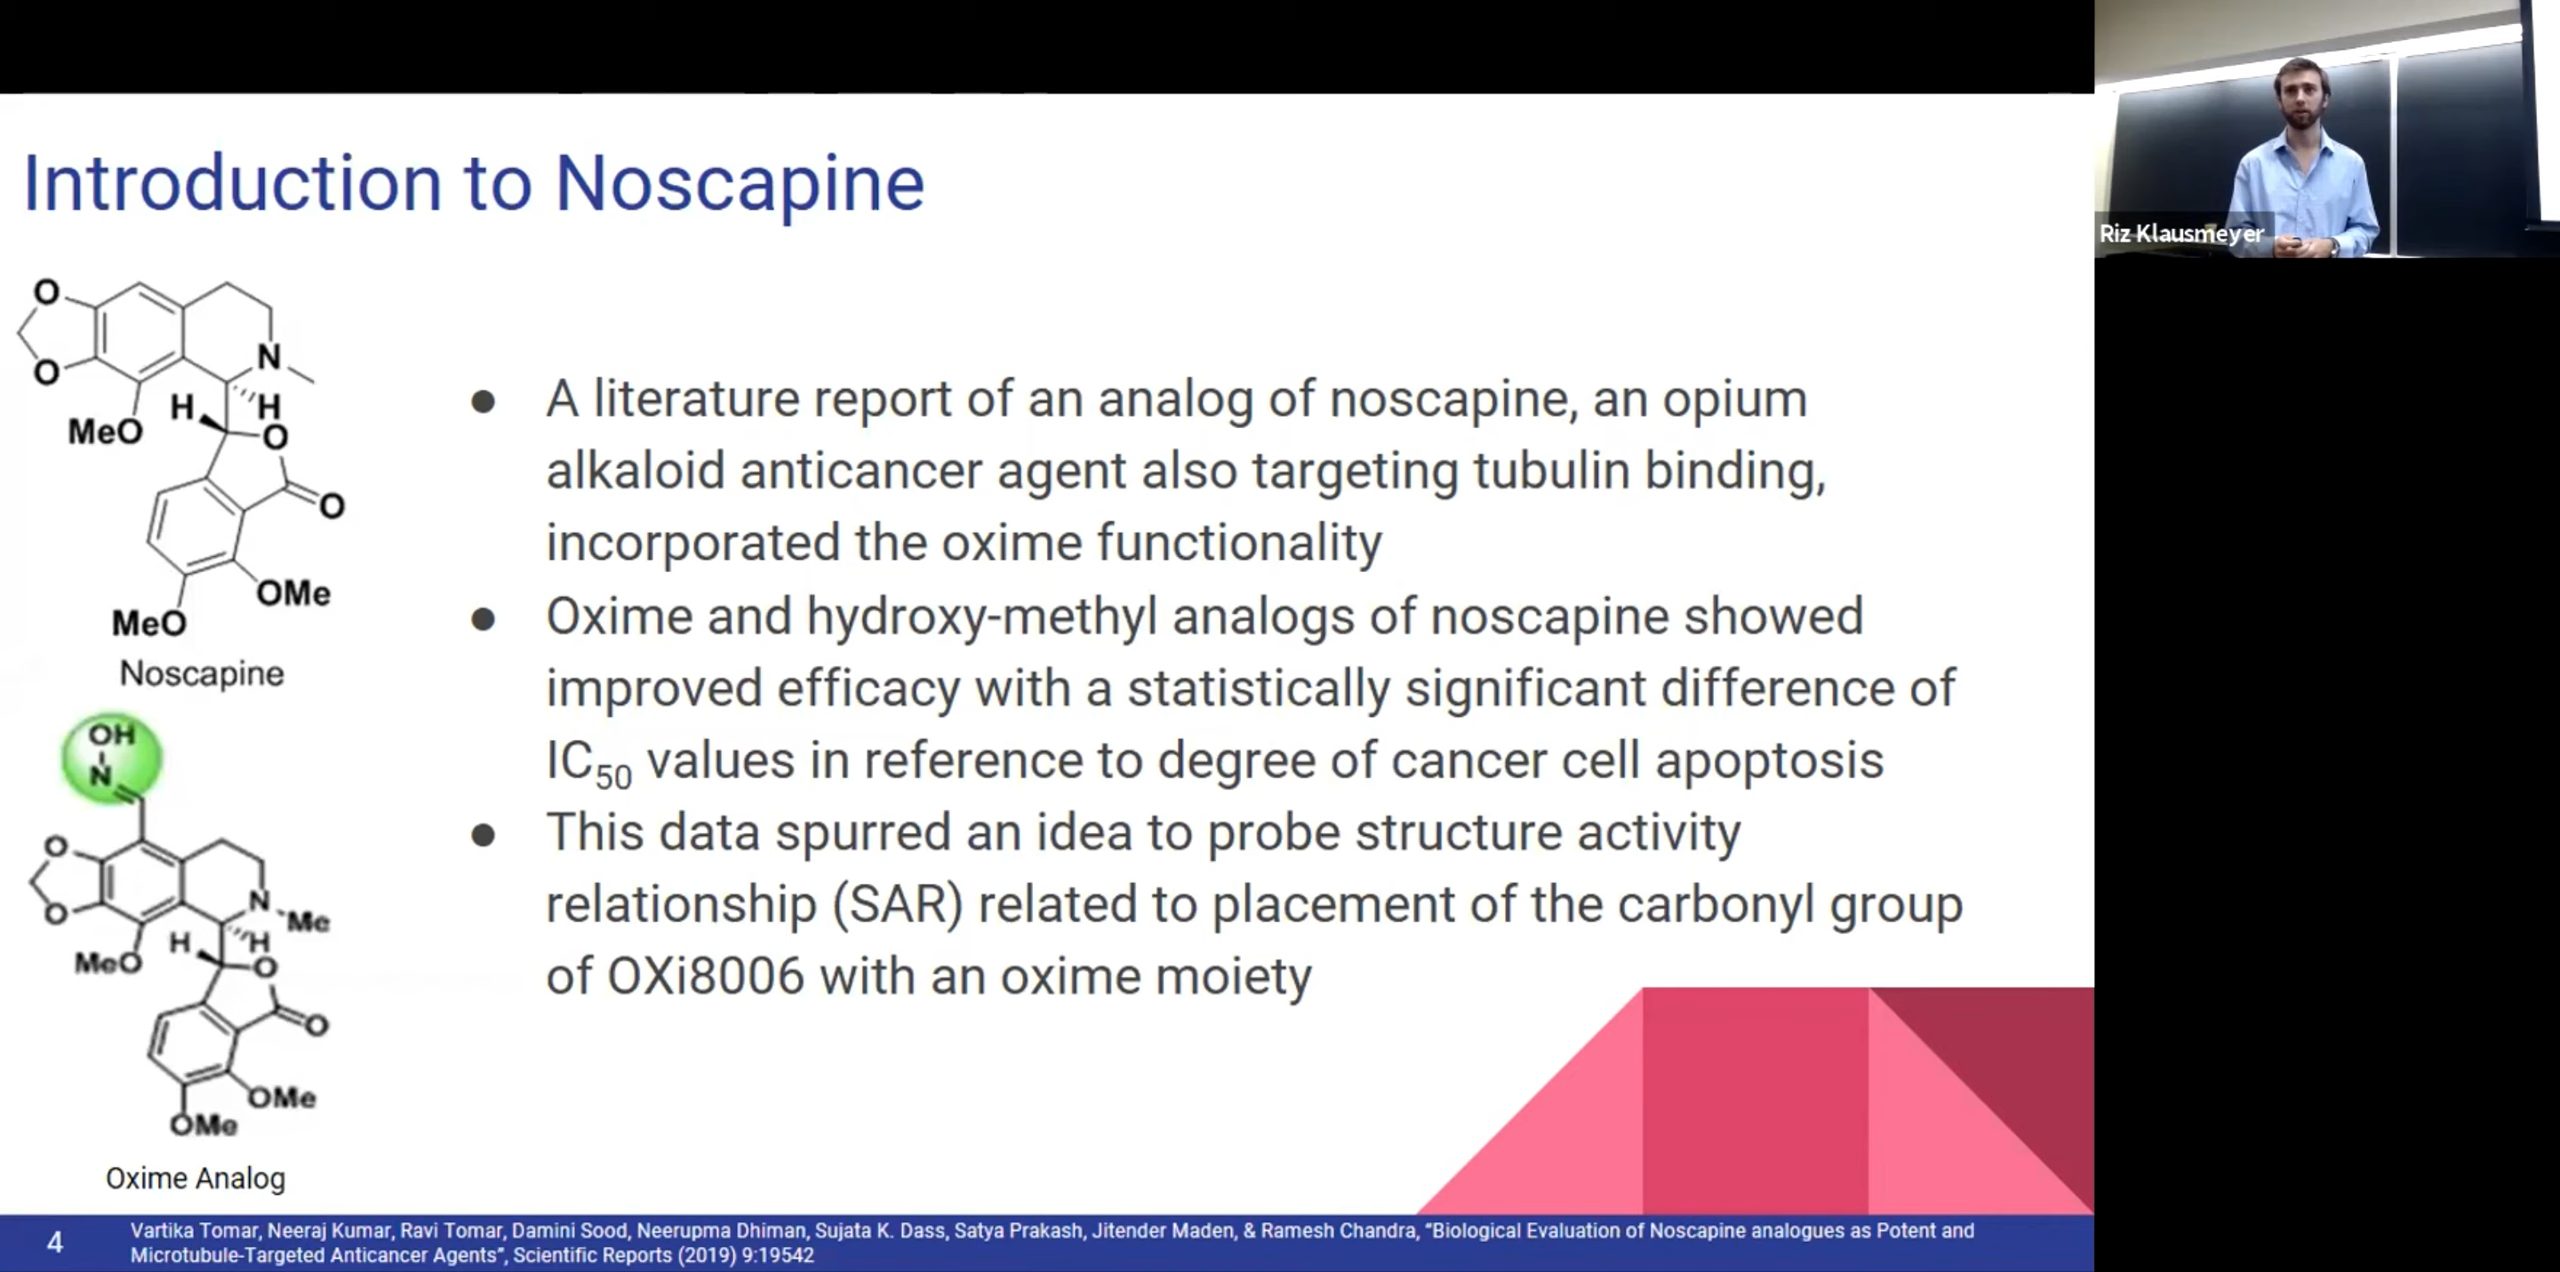 Introduction to Noscapine
Riz Klausmeyer
O
O
N
H
H
MeO
O
O
OMe
MeO
Noscapine
OH
N
O
O
N
Me
H
H
MeO
O
O
OMe
OMe
Oxime Analog
● A literature report of an analog of noscapine, an opium
alkaloid anticancer agent also targeting tubulin binding,
incorporated the oxime functionality
● Oxime and hydroxy-methyl analogs of noscapine showed
improved efficacy with a statistically significant difference of
IC50 values in reference to degree of cancer cell apoptosis
● This data spurred an idea to probe structure activity
relationship (SAR) related to placement of the carbonyl group
of OXi8006 with an oxime moiety
4
Vartika Tomar, Neeraj Kumar, Ravi Tomar, Damini Sood, Neerupma Dhiman, Sujata K. Dass, Satya Prakash, Jitender Maden, & Ramesh Chandra, “Biological Evaluation of Noscapine analogues as Potent and
Microtubule-Targeted Anticancer Agents”, Scientific Reports (2019) 9:19542